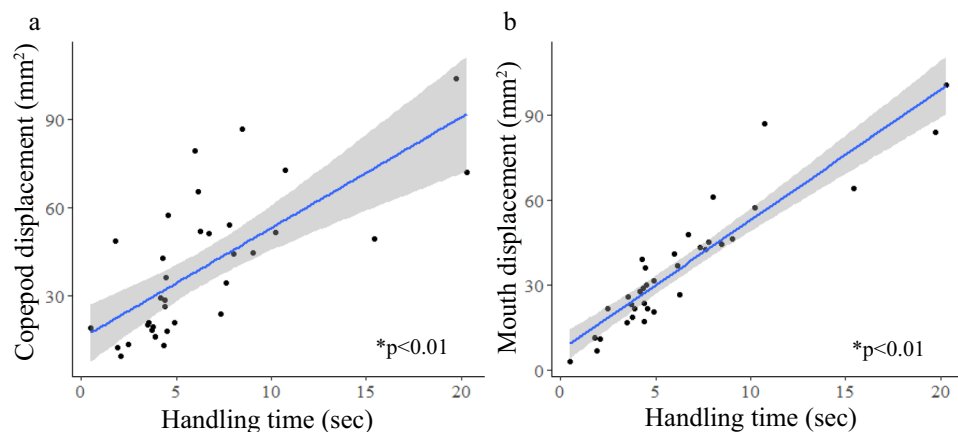 a
Copepod displacement (mm²)
90
60
30
0
5
10
15
20
Handling time (sec)
*p<0.01
b
Mouth displacement (mm²)
90
60
30
0
0
5
10
15
20
Handling time (sec)
*p<0.01